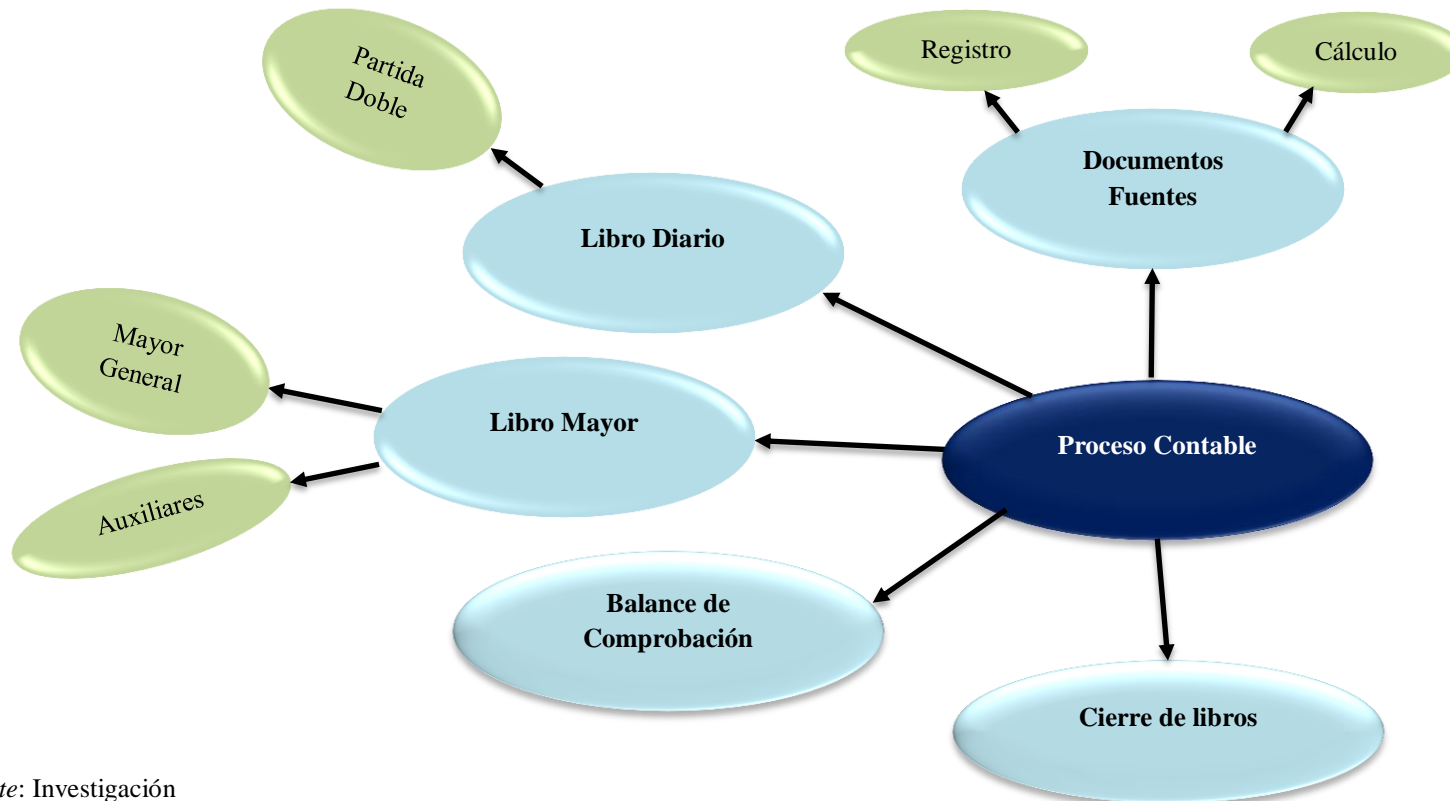 Registro
Cálculo
Partida
Doble
Documentos
Fuentes
Libro Diario
Mayor
General
Libro Mayor
Proceso Contable
Auxiliares
Balance de
Comprobación
Cierre de libros
te: Investigación